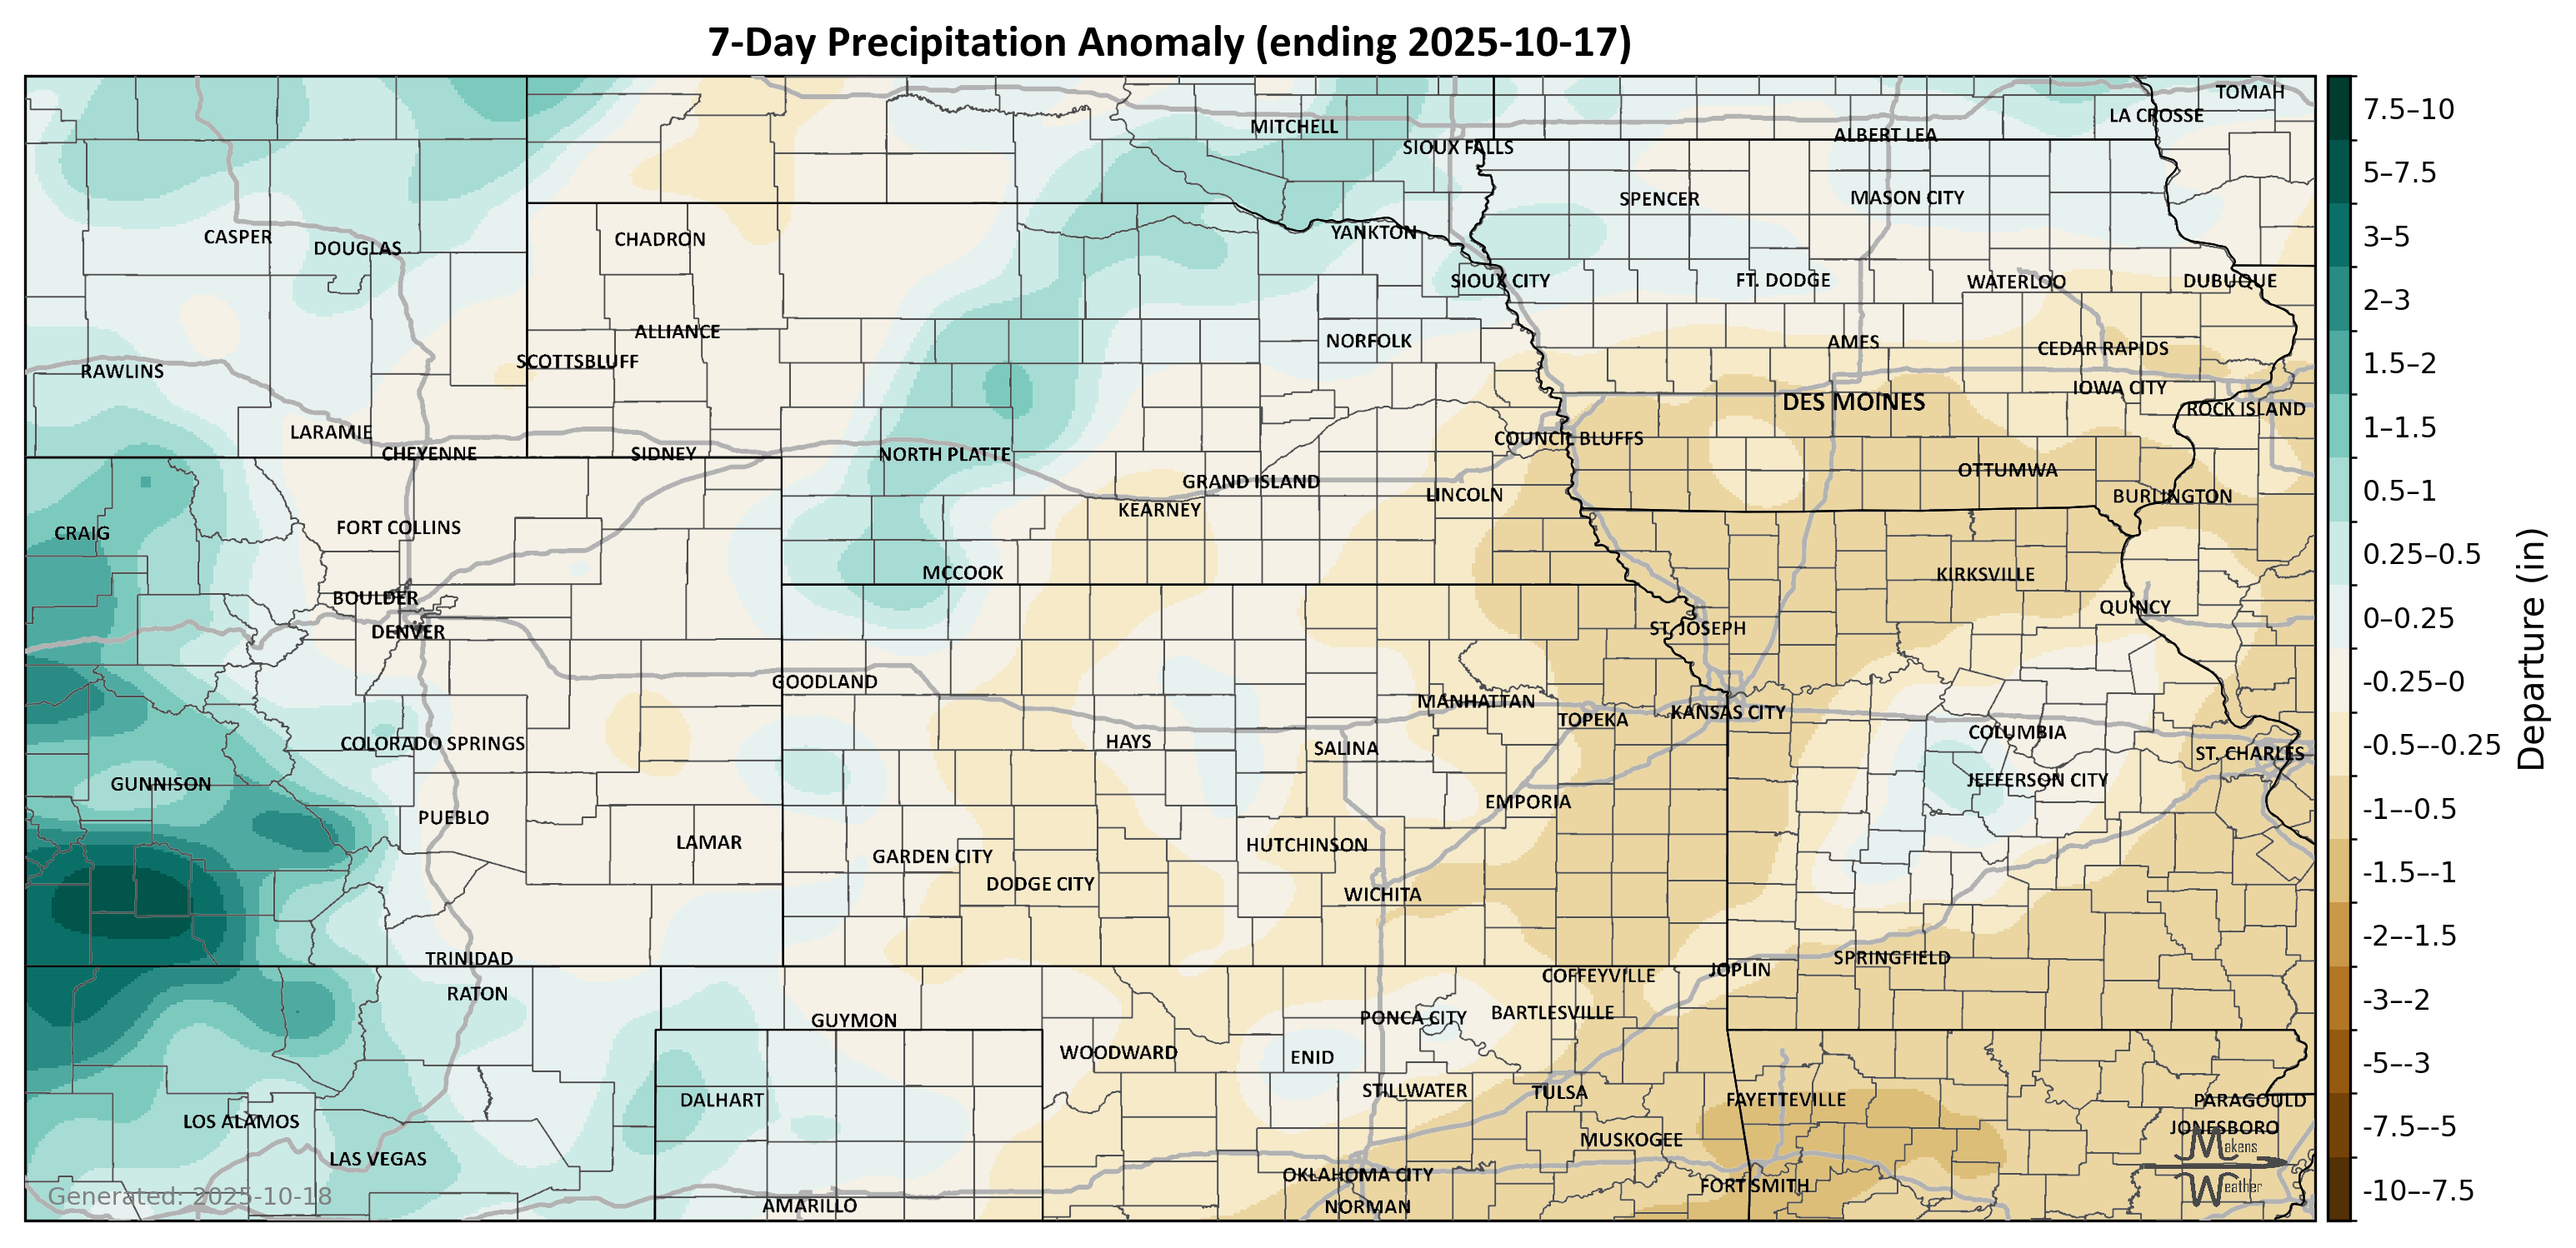 7-Day Precipitation Anomaly (ending 2025-10-17)
TOMAH
LA CROSSE
MITCHELL
ALBERT LEA
SIOUX FALLS
SPENCER
MASON CITY
YANKTON
CASPER
CHADRON
DOUGLAS
SIOUX CITY
FT. DODGE
WATERLOO
DUBUQUE
ALLIANCE
NORFOLK
AMES
CEDAR RAPIDS
SCOTTSBLUFF
RAWLINS
IOWA CITY
DES MOINES
ROCK ISLAND
LARAMIE
COUNCIL BLUFFS
CHEYENNE
SIDNEY
NORTH PLATTE
OTTUMWA
GRAND ISLAND
LINCOLN
BURLINGTON
KEARNEY
CRAIG
FORT COLLINS
MCCOOK
KIRKSVILLE
BOULDER
QUINCY
DENVER
ST. JOSEPH
GOODLAND
MANHATTAN
TOPEKA
KANSAS CITY
COLUMBIA
COLORADO SPRINGS
HAYS
SALINA
ST. CHARLES
GUNNISON
JEFFERSON CITY
EMPORIA
PUEBLO
LAMAR
HUTCHINSON
GARDEN CITY
DODGE CITY
WICHITA
TRINIDAD
SPRINGFIELD
JOPLIN
COFFEYVILLE
RATON
BARTLESVILLE
PONCA CITY
GUYMON
WOODWARD
ENID
STILLWATER
TULSA
DALHART
FAYETTEVILLE
PARAGOULD
LOS ALAMOS
JONESBORO
MUSKOGEE
LAS VEGAS
OKLAHOMA CITY
FORT SMITH
AMARILLO
NORMAN
Generated: 2025-10-18
Makens
Weather
7.5–10
5–7.5
3–5
2–3
1.5–2
1–1.5
0.5–1
0.25–0.5
0–0.25
-0.25–0
-0.5–-0.25
-1–-0.5
-1.5–-1
-2–-1.5
-3–-2
-5–-3
-7.5–-5
-10–-7.5
Departure (in)